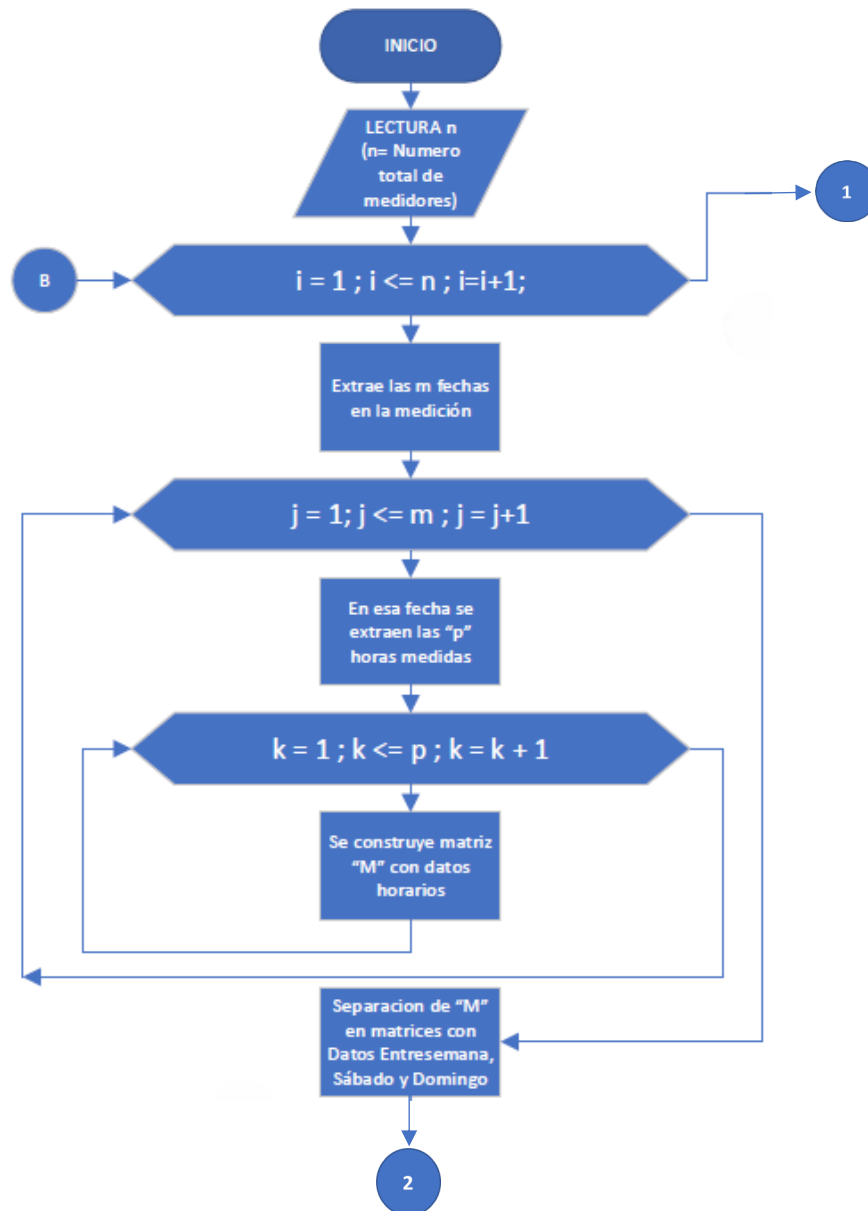 INICIO
LECTURA n
(n= Numero
total de
medidores)
1
B
i = 1 ; i <= n ; i=i+1;
Extrae las m fechas
en la medición
j = 1; j <= m ; j = j+1
En esa fecha se
extraen las “p”
horas medidas
k = 1 ; k <= p ; k = k + 1
Se construye matriz
“M” con datos
horarios
Separacion de “M”
en matrices con
Datos Entresemana,
Sábado y Domingo
2